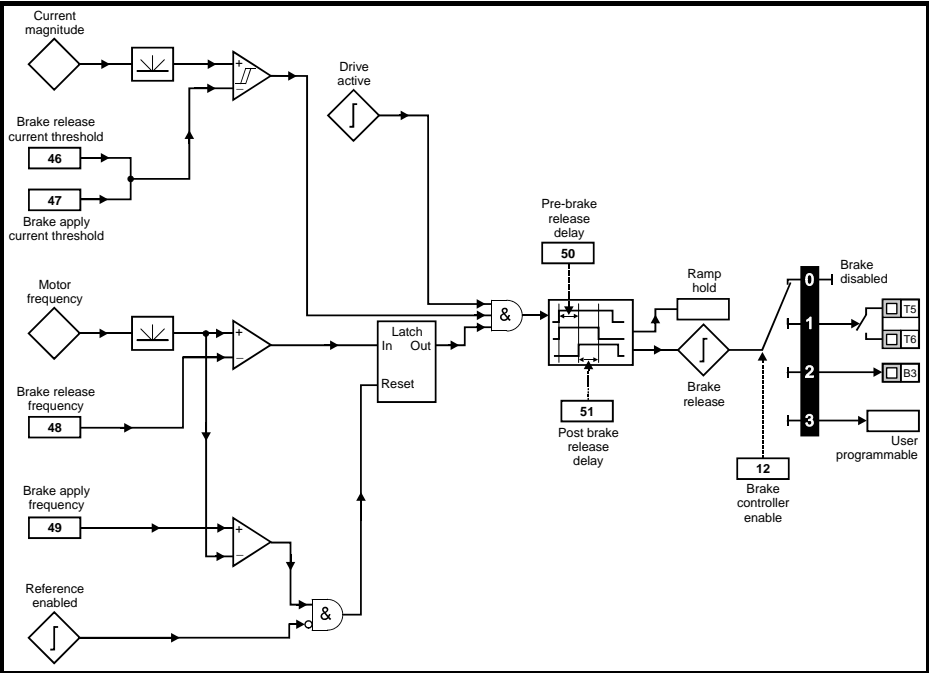 Current
magnitude
+
−
Brake release
current threshold
46
47
Brake apply
current threshold
Drive
active
Motor
frequency
+
−
Brake release
frequency
48
Brake apply
frequency
49
+
−
Reference
enabled
&
Latch
In Out
Reset
&
Pre-brake
release
delay
50
51
Post brake
release
delay
Ramp
hold
Brake
release
12
Brake
controller
enable
0
Brake
disabled
1
T5
T6
2
B3
3
User
programmable